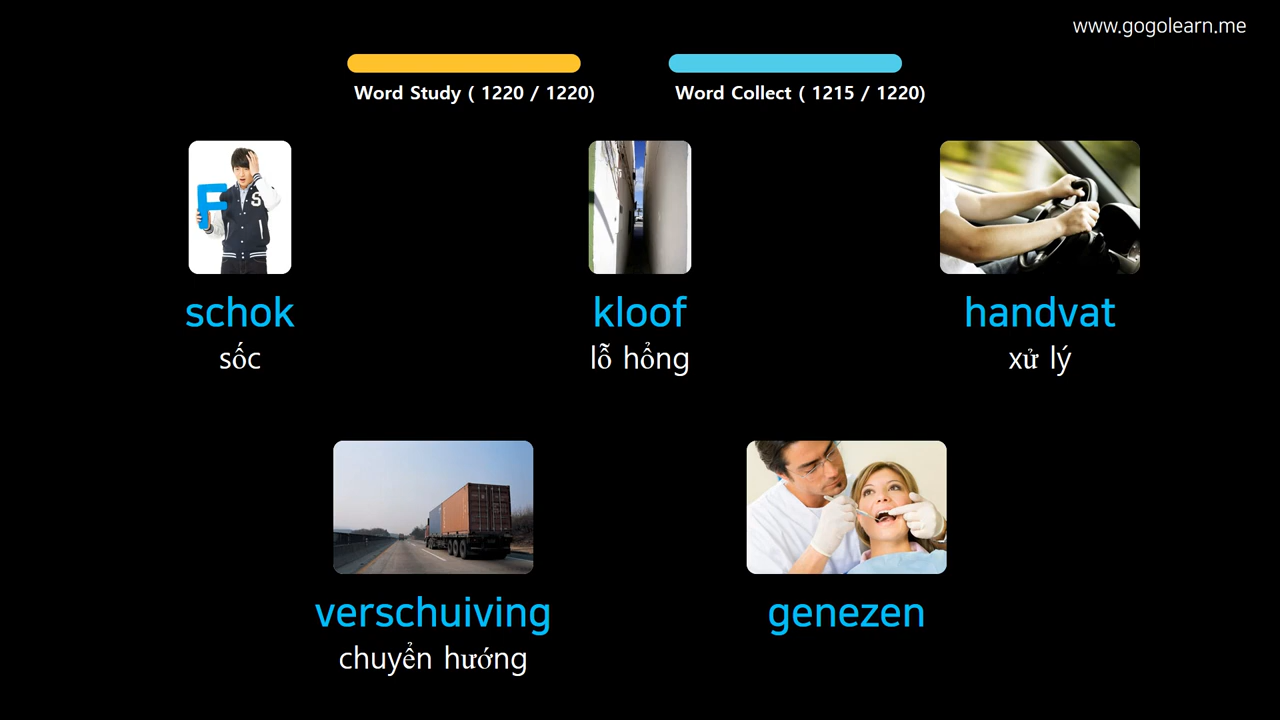 www.gogolearn.me
Word Study ( 1220 / 1220)
Word Collect ( 1215 / 1220)
F
S
schok
kloof
handvat
sốc
lỗ hổng
xử lý
verschuiving
genezen
chuyển hướng